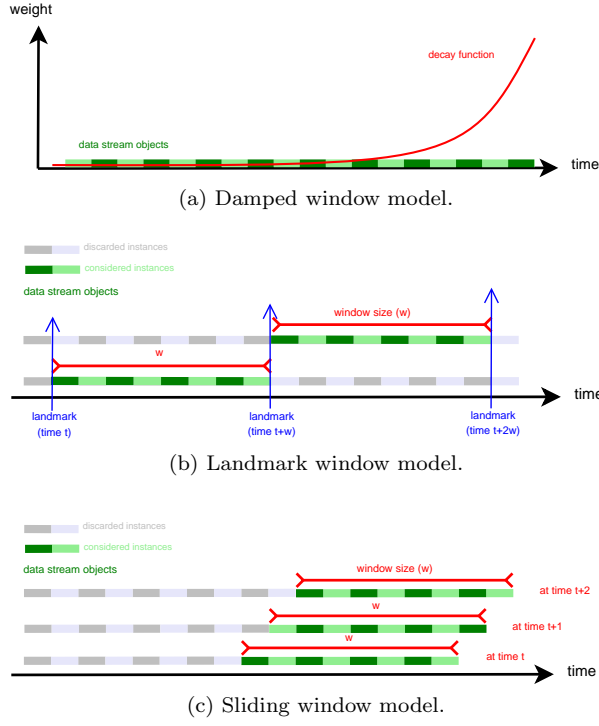 weight
decay function
data stream objects
time
(a) Damped window model.
discarded instances
considered instances
data stream objects
window size (w)
w
time
landmark
(time t)
landmark
(time t+w)
landmark
(time t+2w)
(b) Landmark window model.
discarded instances
considered instances
data stream objects
window size (w)
at time t+2
w
at time t+1
w
at time t
time
(c) Sliding window model.